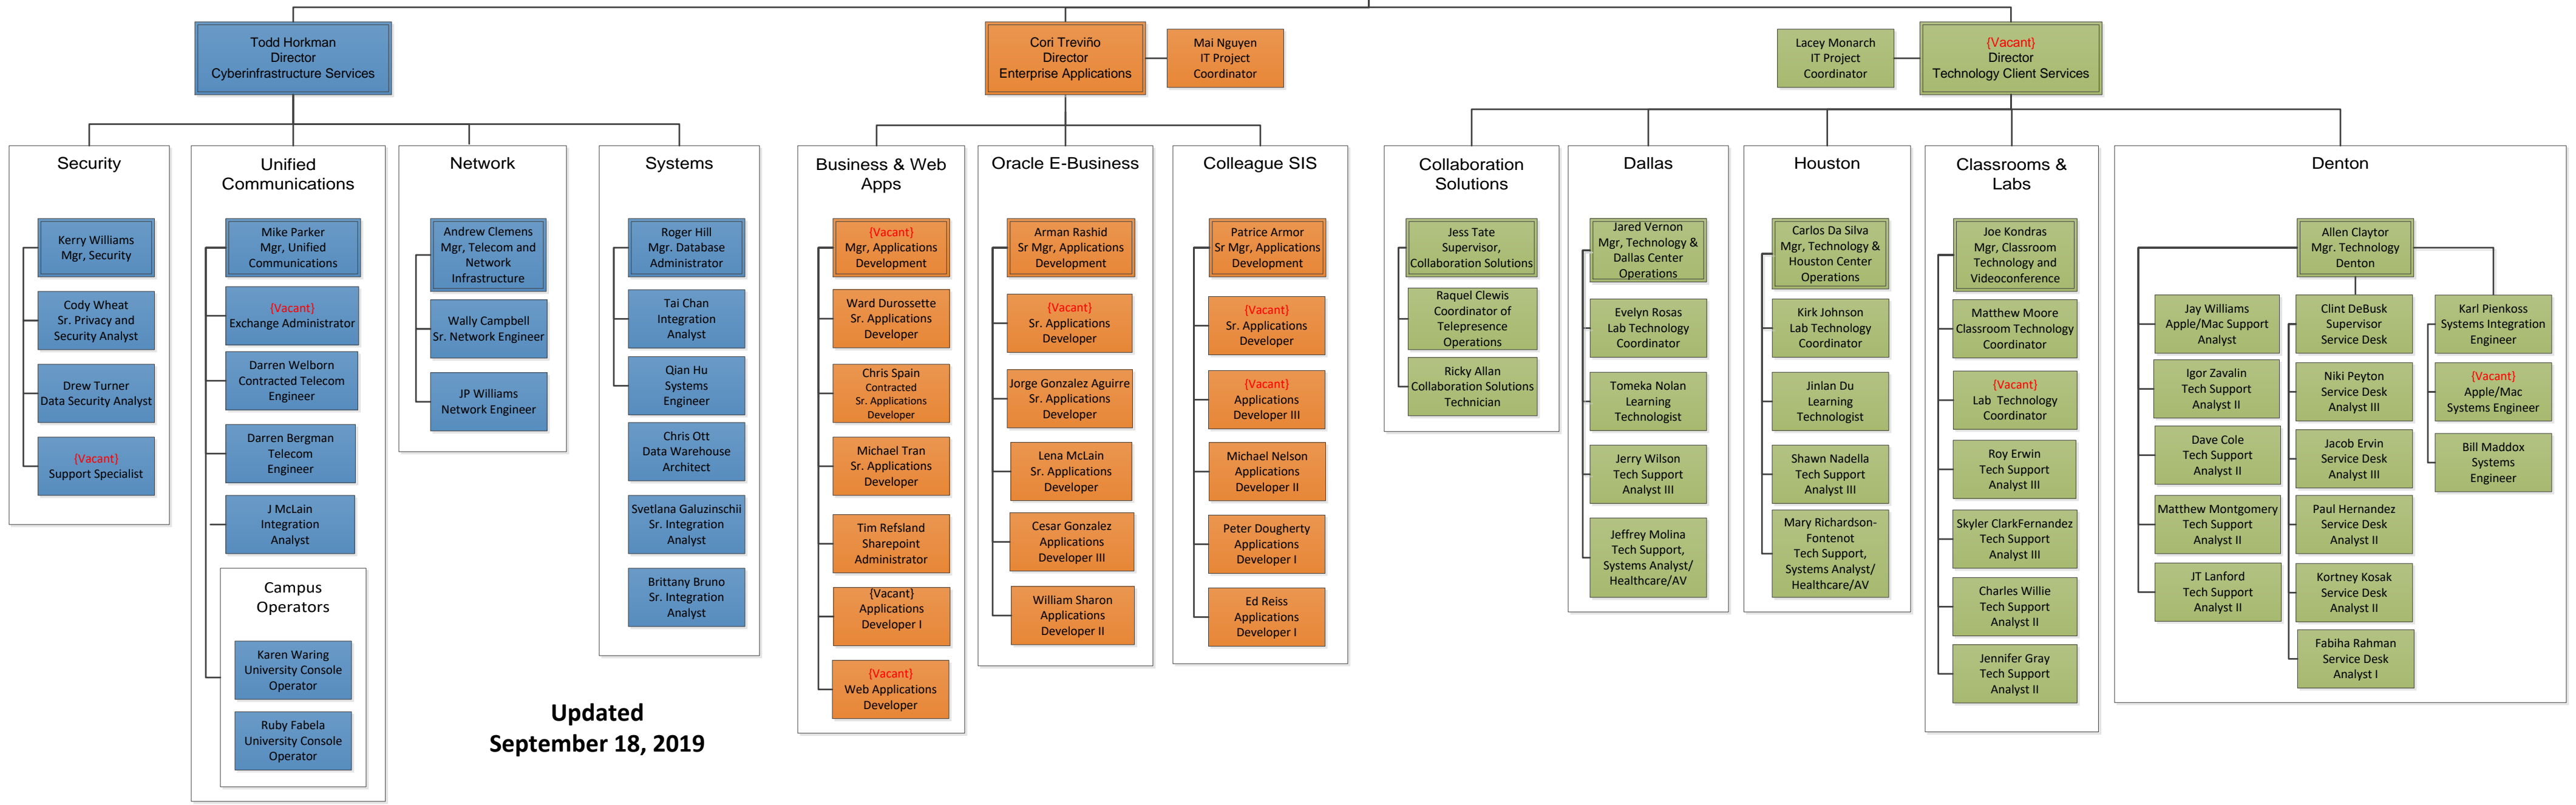 Todd Horkman
Director
Cyberinfrastructure Services
Cori Treviño
Director
Enterprise Applications
Mai Nguyen
IT Project
Coordinator
Lacey Monarch
IT Project
Coordinator
{Vacant}
Director
Technology Client Services
Security
Kerry Williams
Mgr, Security
Cody Wheat
Sr. Privacy and
Security Analyst
Drew Turner
Data Security Analyst
{Vacant}
Support Specialist
Unified
Communications
Mike Parker
Mgr, Unified
Communications
{Vacant}
Exchange Administrator
Darren Welborn
Contracted Telecom
Engineer
Darren Bergman
Telecom
Engineer
J McLain
Integration
Analyst
Campus
Operators
Karen Waring
University Console
Operator
Ruby Fabela
University Console
Operator
Network
Andrew Clemens
Mgr, Telecom and
Network
Infrastructure
Wally Campbell
Sr. Network Engineer
JP Williams
Network Engineer
Systems
Roger Hill
Mgr. Database
Administrator
Tai Chan
Integration
Analyst
Qian Hu
Systems
Engineer
Chris Ott
Data Warehouse
Architect
Svetlana Galuzinschii
Sr. Integration
Analyst
Brittany Bruno
Sr. Integration
Analyst
Updated
September 18, 2019
Business & Web
Apps
{Vacant}
Mgr, Applications
Development
Ward Durossette
Sr. Applications
Developer
Chris Spain
Contracted
Sr. Applications
Developer
Michael Tran
Sr. Applications
Developer
Tim Refsland
Sharepoint
Administrator
{Vacant}
Applications
Developer I
{Vacant}
Web Applications
Developer
Oracle E-Business
Arman Rashid
Sr Mgr, Applications
Development
{Vacant}
Sr. Applications
Developer
Jorge Gonzalez Aguirre
Sr. Applications
Developer
Lena McLain
Sr. Applications
Developer
Cesar Gonzalez
Applications
Developer III
William Sharon
Applications
Developer II
Colleague SIS
Patrice Armor
Sr Mgr, Applications
Development
{Vacant}
Sr. Applications
Developer
{Vacant}
Applications
Developer III
Michael Nelson
Applications
Developer II
Peter Dougherty
Applications
Developer I
Ed Reiss
Applications
Developer I
Collaboration
Solutions
Jess Tate
Supervisor,
Collaboration Solutions
Raquel Clewis
Coordinator of
Telepresence
Operations
Ricky Allan
Collaboration Solutions
Technician
Dallas
Jared Vernon
Mgr, Technology &
Dallas Center
Operations
Evelyn Rosas
Lab Technology
Coordinator
Tomeka Nolan
Learning
Technologist
Jerry Wilson
Tech Support
Analyst III
Jeffrey Molina
Tech Support,
Systems Analyst/
Healthcare/AV
Houston
Carlos Da Silva
Mgr, Technology &
Houston Center
Operations
Kirk Johnson
Lab Technology
Coordinator
Jinlan Du
Learning
Technologist
Shawn Nadella
Tech Support
Analyst III
Mary Richardson-
Fontenot
Tech Support,
Systems Analyst/
Healthcare/AV
Classrooms &
Labs
Joe Kondras
Mgr, Classroom
Technology and
Videoconference
Matthew Moore
Classroom Technology
Coordinator
{Vacant}
Lab Technology
Coordinator
Roy Erwin
Tech Support
Analyst III
Skyler ClarkFernandez
Tech Support
Analyst III
Charles Willie
Tech Support
Analyst II
Jennifer Gray
Tech Support
Analyst II
Denton
Allen Claytor
Mgr. Technology
Denton
Jay Williams
Apple/Mac Support
Analyst
Igor Zavalin
Tech Support
Analyst II
Dave Cole
Tech Support
Analyst II
Matthew Montgomery
Tech Support
Analyst II
JT Lanford
Tech Support
Analyst II
Clint DeBusk
Supervisor
Service Desk
Niki Peyton
Service Desk
Analyst III
Jacob Ervin
Service Desk
Analyst III
Paul Hernandez
Service Desk
Analyst II
Kortney Kosak
Service Desk
Analyst II
Fabiha Rahman
Service Desk
Analyst I
Karl Pienkoss
Systems Integration
Engineer
{Vacant}
Apple/Mac
Systems Engineer
Bill Maddox
Systems
Engineer